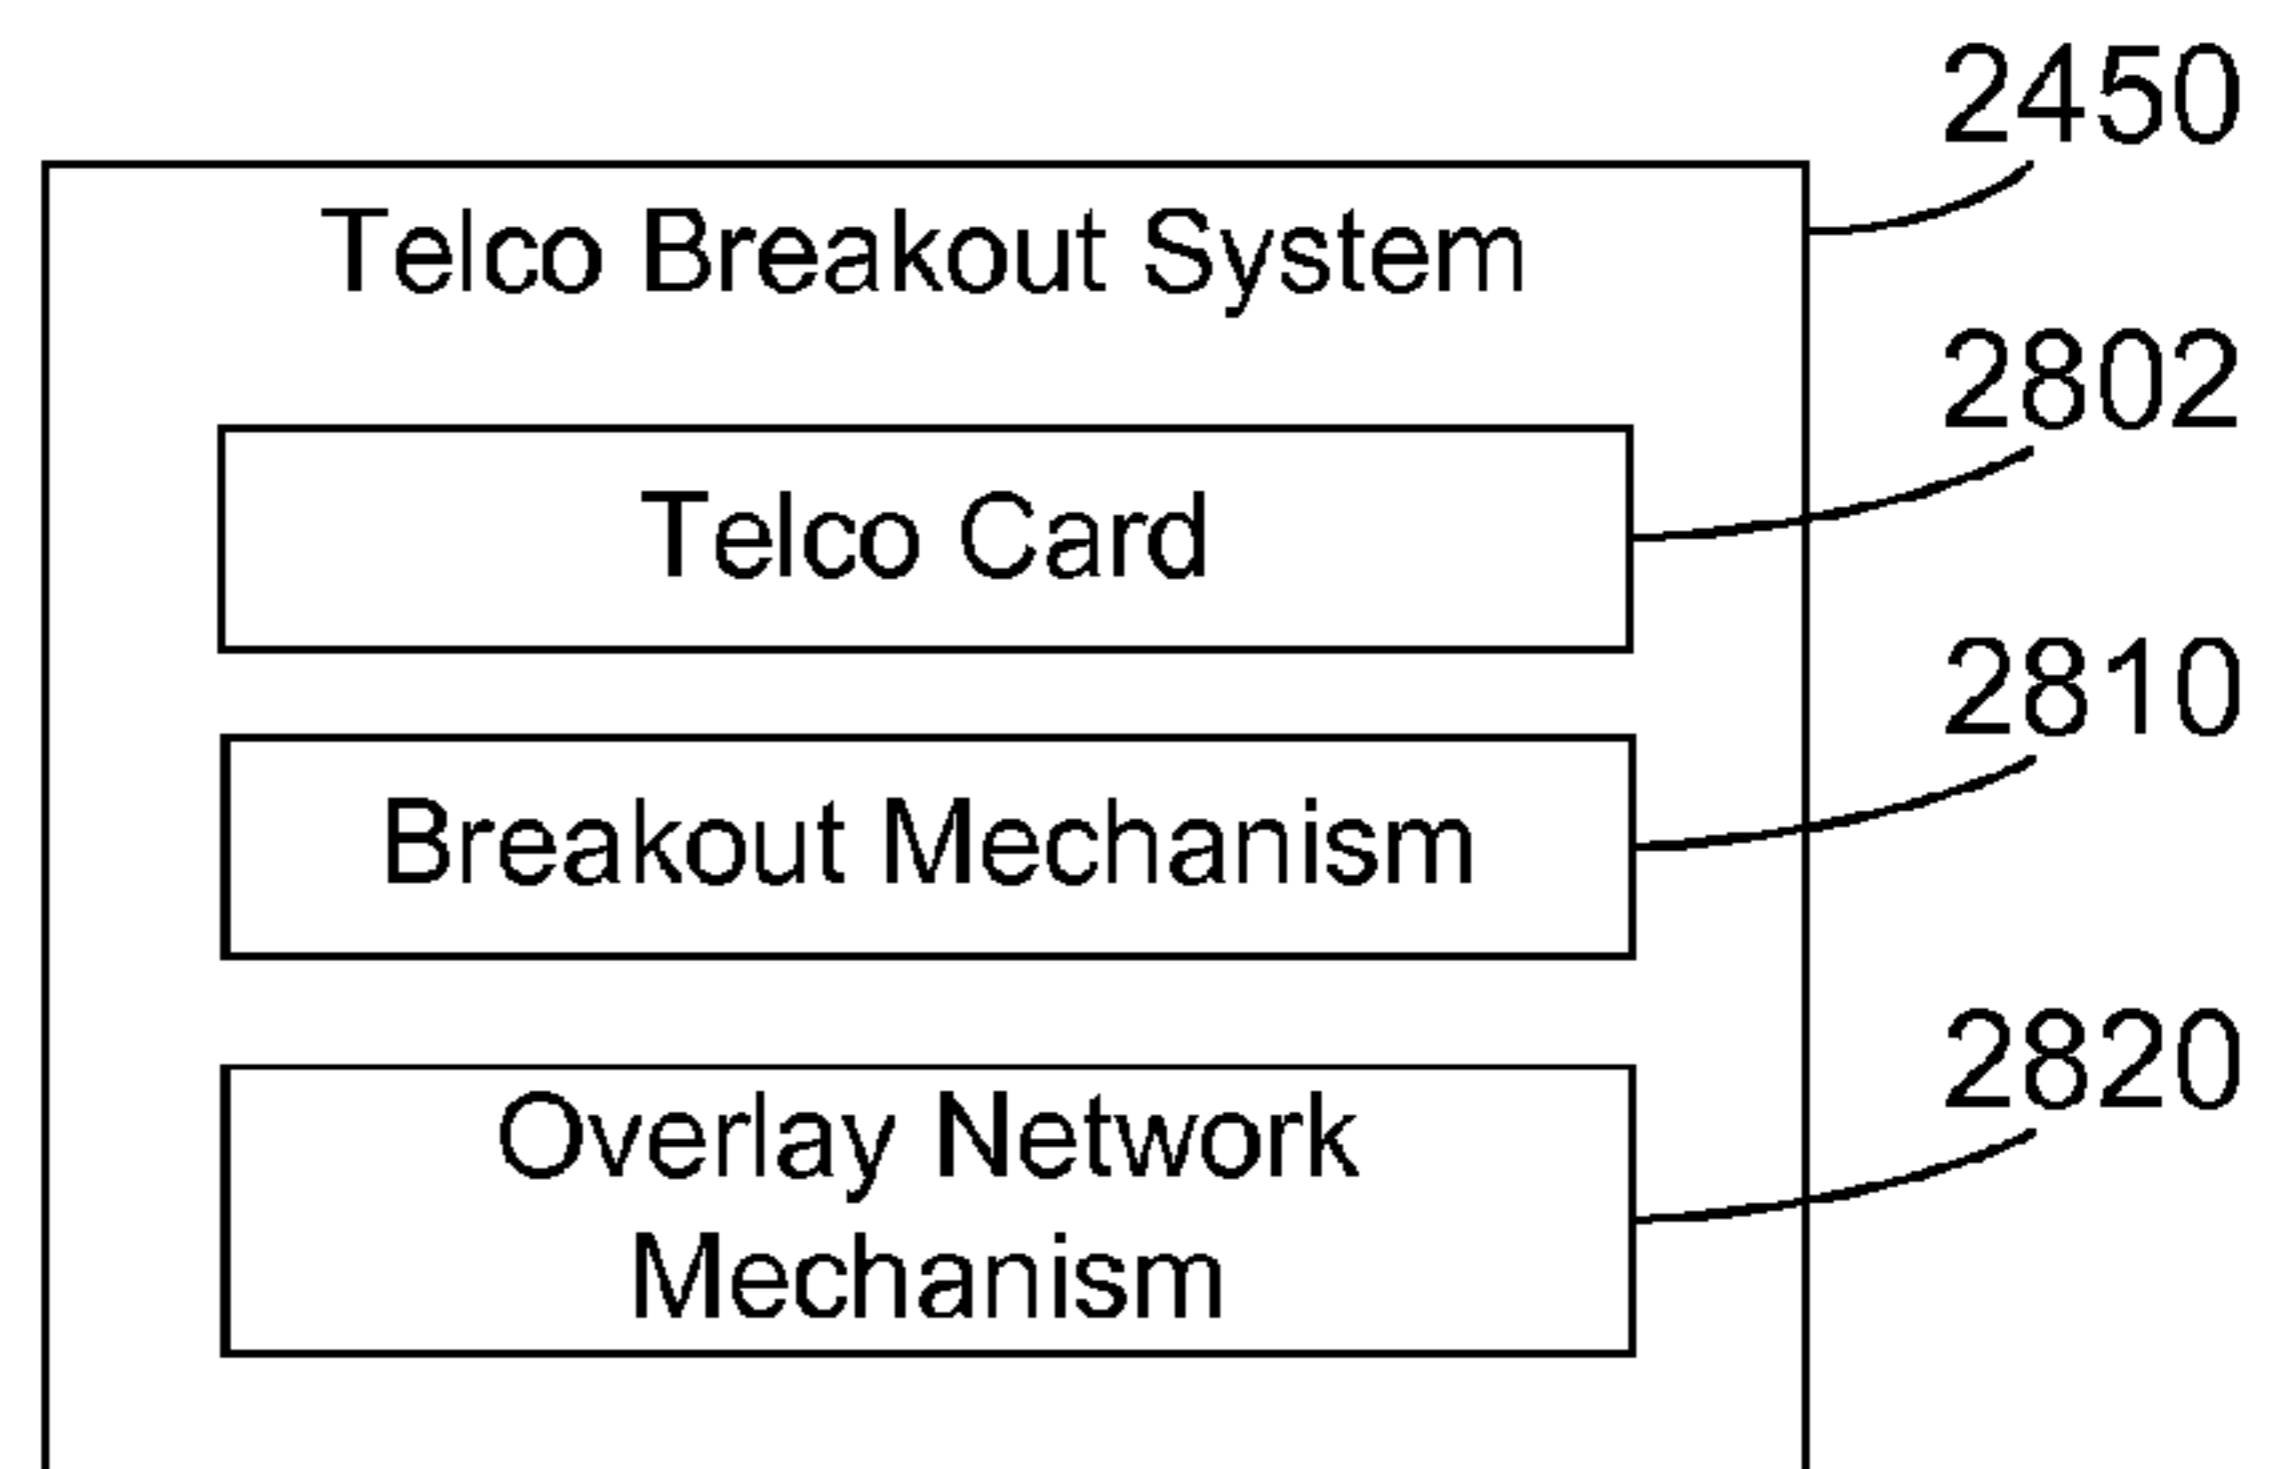 2450
Telco Breakout System
2802
Telco Card
2810
Breakout Mechanism
2820
Overlay Network
Mechanism